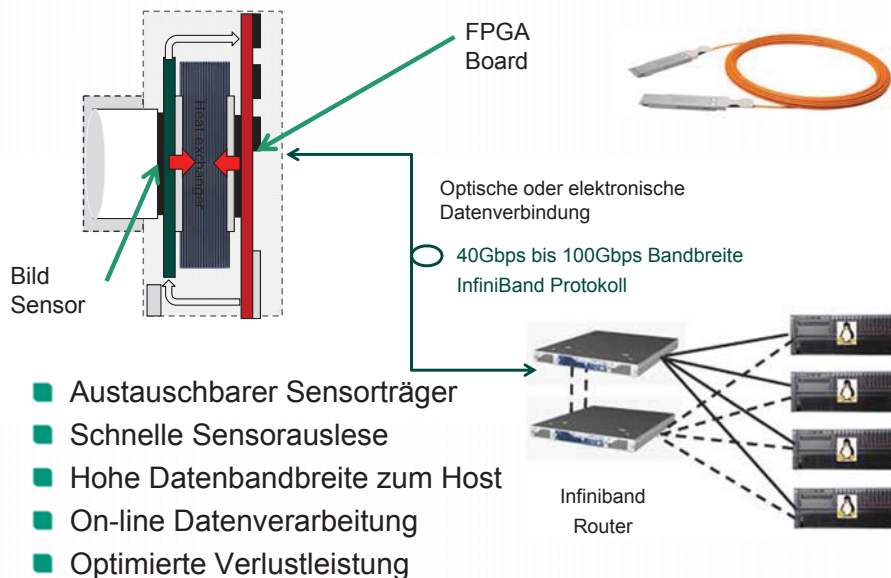 FPGA
Board
Heat exchanger
Optische oder elektronische
Datenverbindung
40Gbps bis 100Gbps Bandbreite
InfiniBand Protokoll
Bild
Sensor
Austauschbarer Sensorträger
Schnelle Sensorauslese
Hohe Datenbandbreite zum Host
On-line Datenverarbeitung
Optimierte Verlustleistung
Infiniband
Router